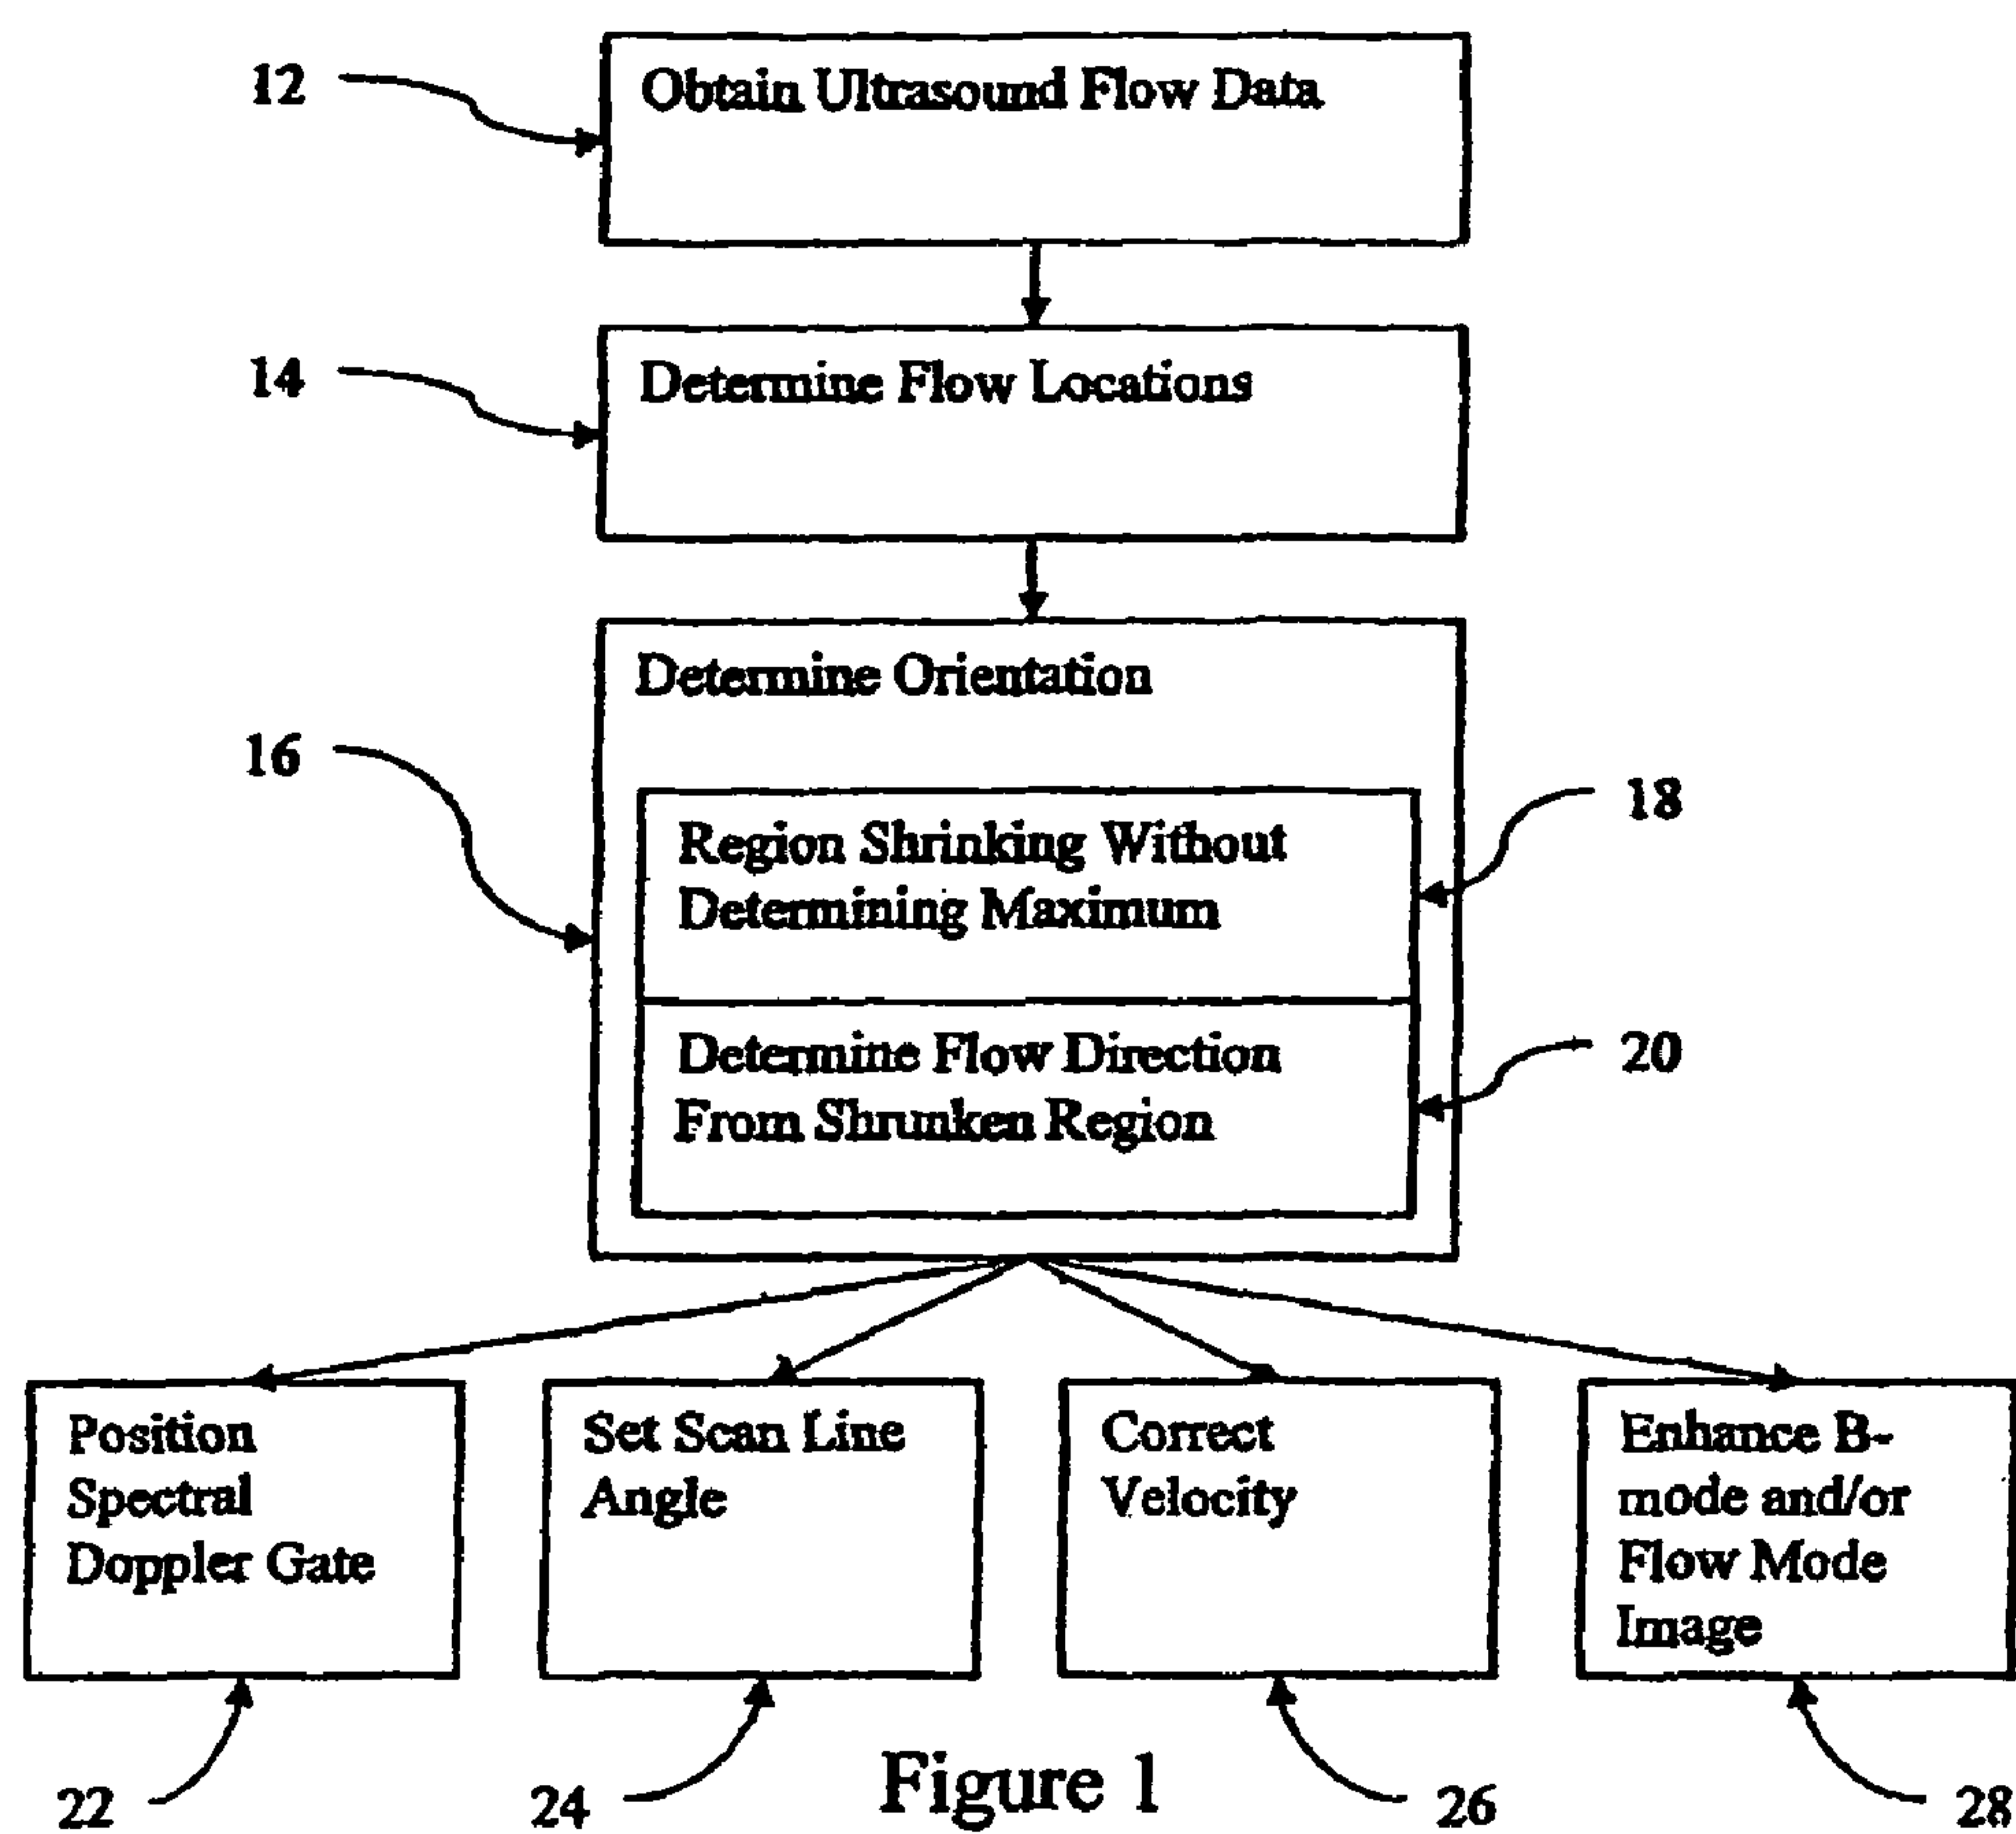 12
Obtain Ultrasound Flow Data
14
Determine Flow Locations
Determine Orientation
16
18
Region Shrinking Without
Determining Maximum
20
Determine Flow Direction
From Shrunken Region
Position
Spectral
Doppler Gate
Set Scan Line
Angle
Correct
Velocity
Enhance B-
mode and/or
Flow Mode
Image
22
24
26
28
Figure 1